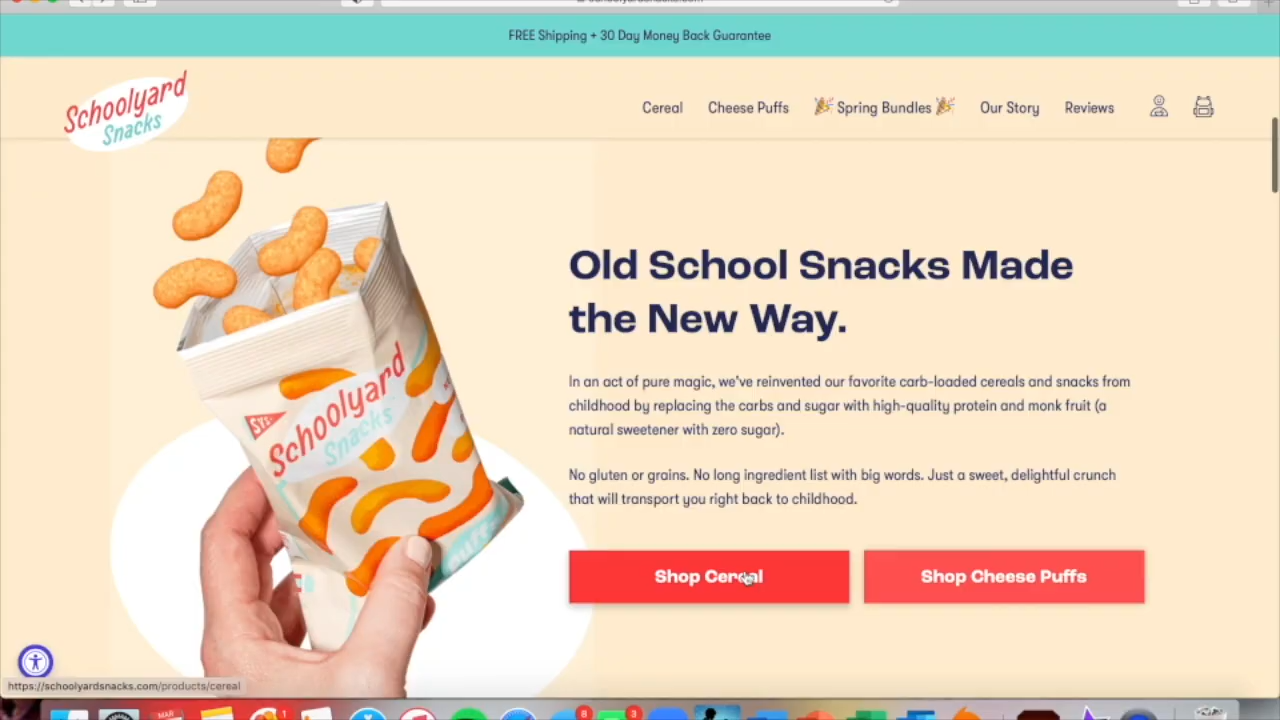 FREE Shipping + 30 Day Money Back Guarantee
Schoolyard
Snacks
Cereal
Cheese Puffs
🎉 Spring Bundles 🎉
Our Story
Reviews
Old School Snacks Made
the New Way.
In an act of pure magic, we've reinvented our favorite carb-loaded cereals and snacks from
childhood by replacing the carbs and sugar with high-quality protein and monk fruit (a
natural sweetener with zero sugar).
No gluten or grains. No long ingredient list with big words. Just a sweet, delightful crunch
that will transport you right back to childhood.
Shop Cereal
Shop Cheese Puffs
SYS
Schoolyard
Snacks
https://schoolyardsnacks.com/products/cereal
MAR
1
8
3